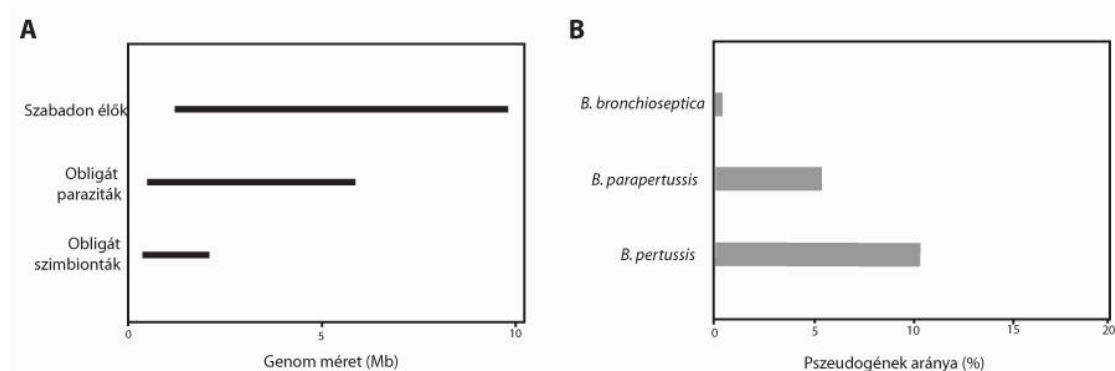 A
Szabadon élők
Obligát
paraziták
Obligát
szimbionták
0
5
10
Genom méret (Mb)
B
B. bronchioseptica
B. parapertussis
B. pertussis
0
5
10
15
20
Pszeudogének aránya (%)